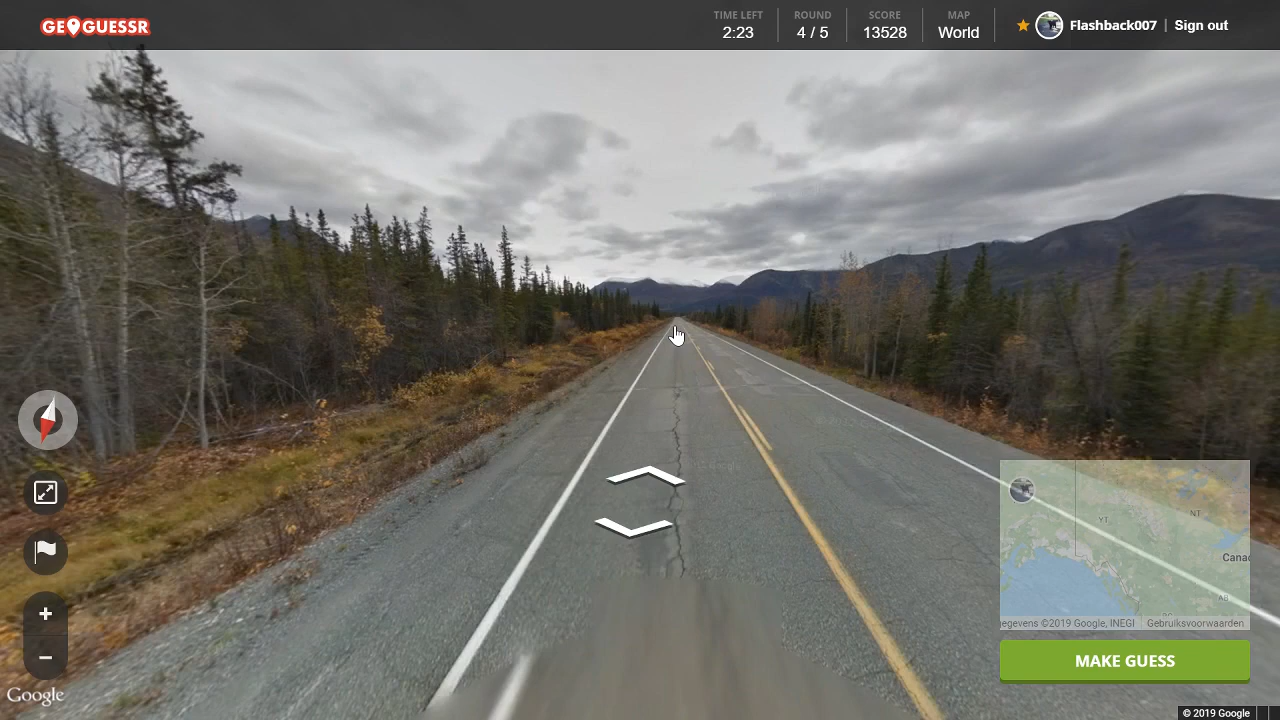 GEOGUESSR
TIME LEFT
2:23
ROUND
4 / 5
SCORE
13528
MAP
World
Flashback007 | Sign out
YT
NT
Canad
AB
egevens ©2019 Google, INEGI
Gebruiksvoorwaarden
+
−
MAKE GUESS
Google
© 2019 Google